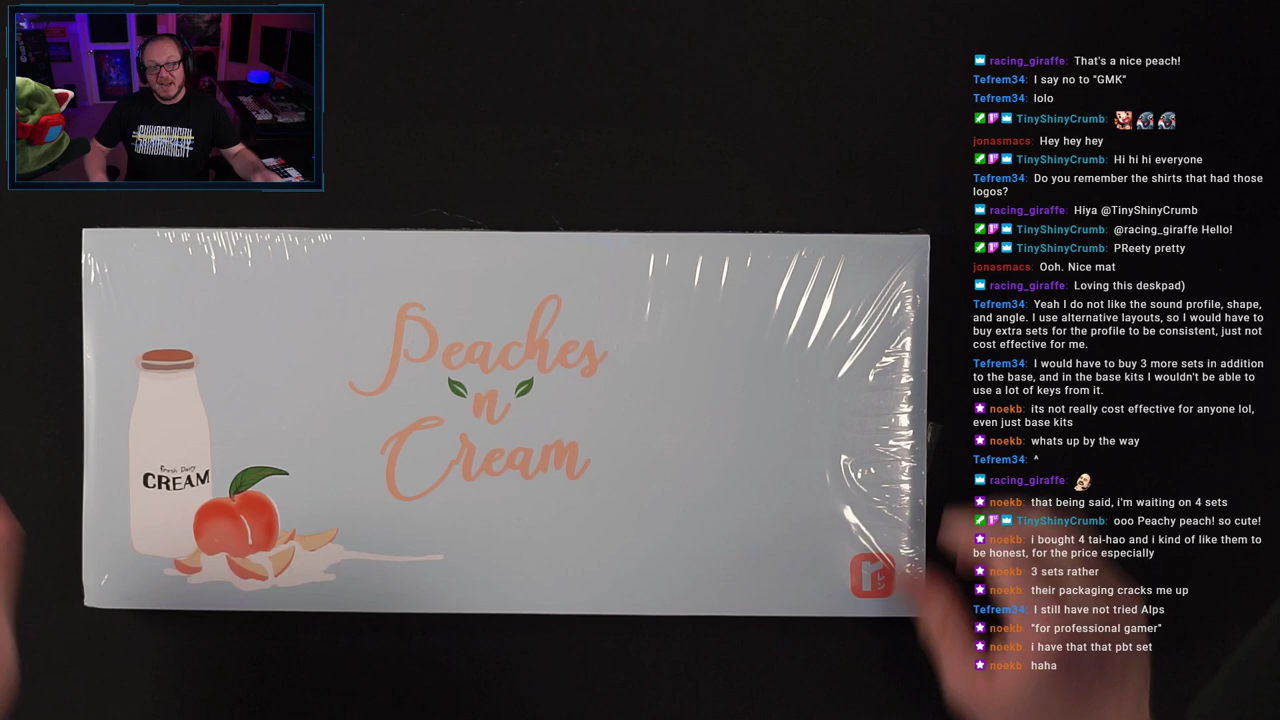 Peaches
n
Cream
fresh Dairy
CREAM
racing_giraffe: That's a nice peach!
Tefrem34: I say no to "GMK"
Tefrem34: lolo
TinyShinyCrumb:
jonasmacs: Hey hey hey
TinyShinyCrumb: Hi hi hi everyone
Tefrem34: Do you remember the shirts that had those
logos?
racing_giraffe: Hiya @TinyShinyCrumb
TinyShinyCrumb: @racing_giraffe Hello!
TinyShinyCrumb: PReety pretty
jonasmacs: Ooh. Nice mat
racing_giraffe: Loving this deskpad)
Tefrem34: Yeah I do not like the sound profile, shape,
and angle. I use alternative layouts, so I would have to
buy extra sets for the profile to be consistent, just not
cost effective for me.
Tefrem34: I would have to buy 3 more sets in addition
to the base, and in the base kits I wouldn't be able to
use a lot of keys from it.
noekb: its not really cost effective for anyone lol,
even just base kits
noekb: whats up by the way
Tefrem34: ^
racing_giraffe:
noekb: that being said, i'm waiting on 4 sets
TinyShinyCrumb: ooo Peachy peach! so cute!
noekb: i bought 4 tai-hao and i kind of like them to
be honest, for the price especially
noekb: 3 sets rather
noekb: their packaging cracks me up
Tefrem34: I still have not tried Alps
noekb: "for professional gamer"
noekb: i have that that pbt set
noekb: haha